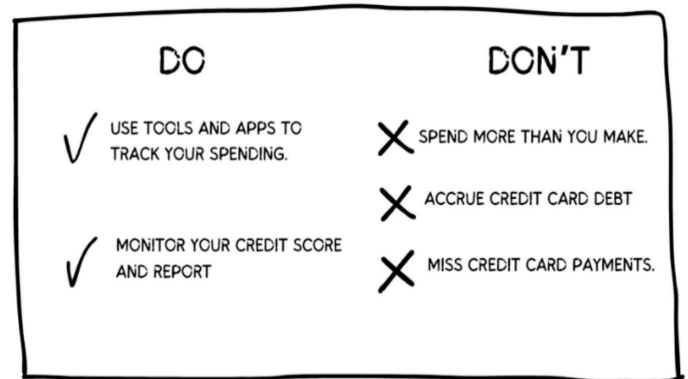 DO
USE TOOLS AND APPS TO
TRACK YOUR SPENDING.
MONITOR YOUR CREDIT SCORE
AND REPORT
DON'T
SPEND MORE THAN YOU MAKE.
ACCRUE CREDIT CARD DEBT
MISS CREDIT CARD PAYMENTS.